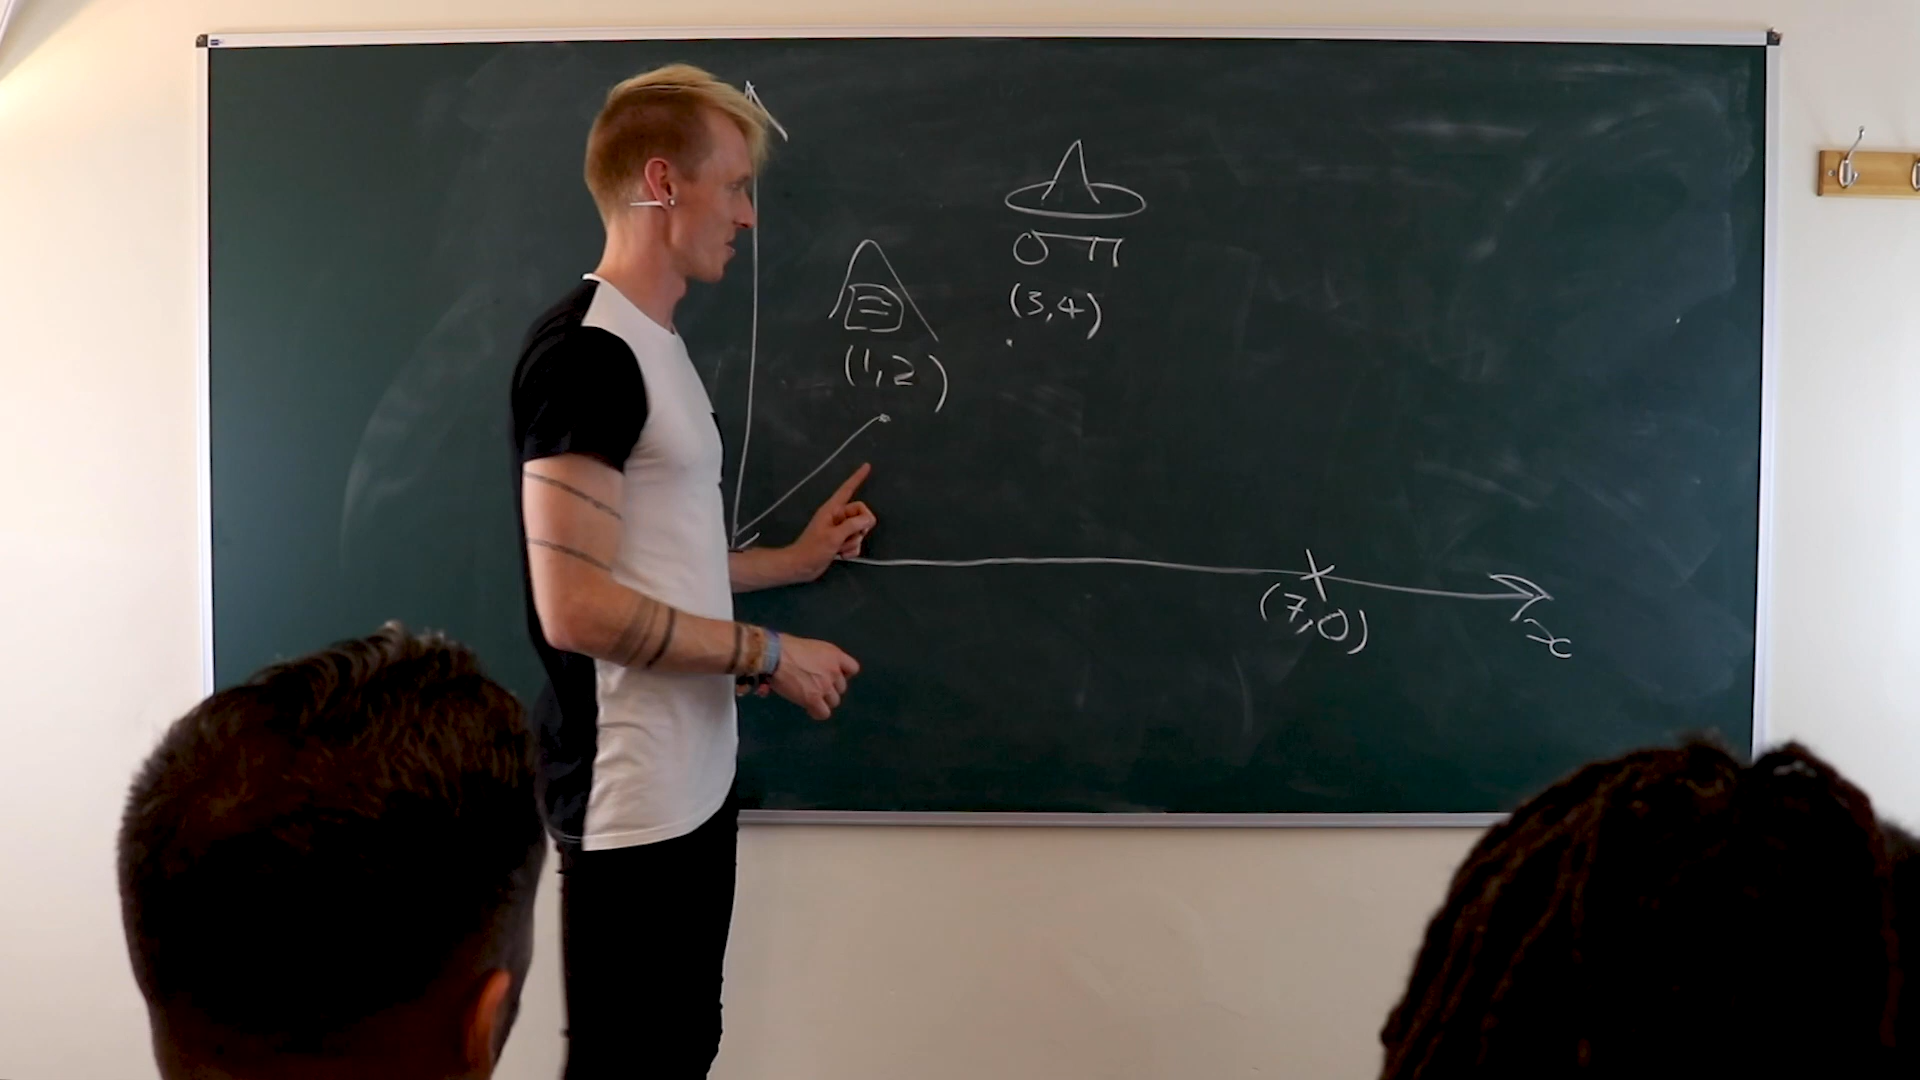 (3,4)
(1,2)
(7,0)
x